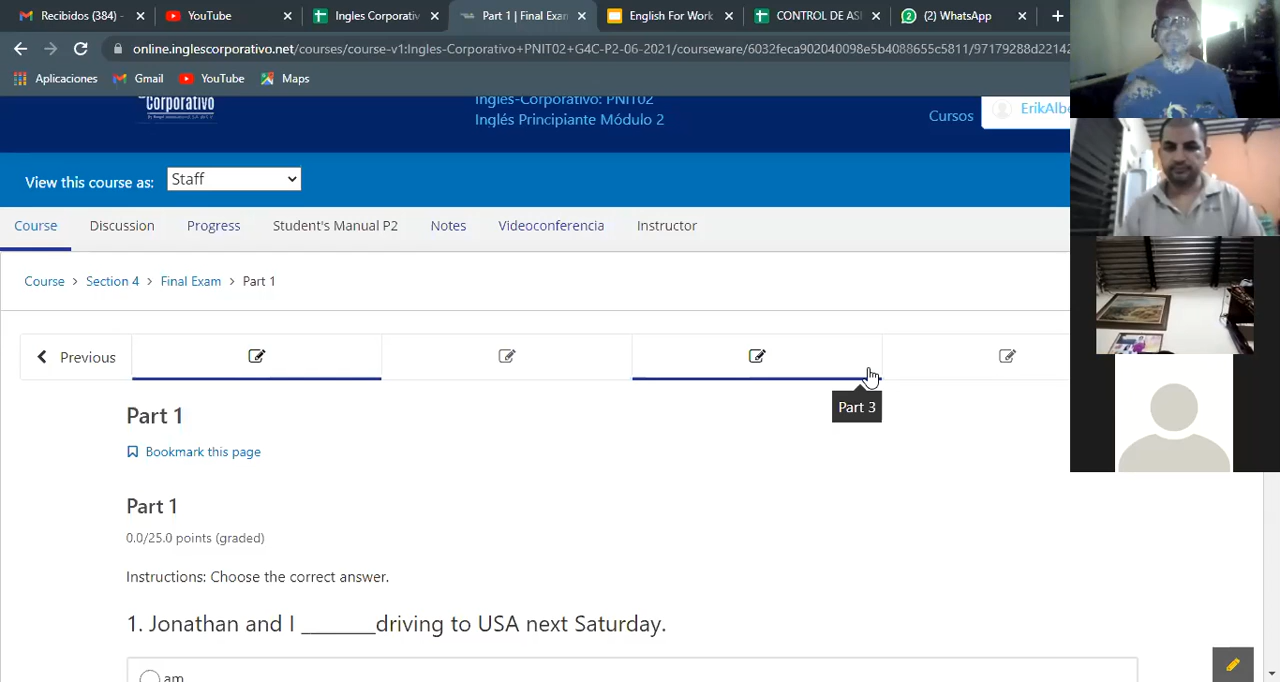 Recibidos (384) -
YouTube
Ingles Corporativ
Part 1 | Final Exa
English For Work
CONTROL DE ASI
(2) WhatsApp
online.inglescorporativo.net/courses/course-v1:Ingles-Corporativo+PNIT02+G4C-P2-06-2021/courseware/6032feca902040098e5b4088655c5811/97179288d22142
Aplicaciones
Gmail
YouTube
Maps
Corporativo
Ingles-Corporativo: PNIT02
Inglés Principiante Módulo 2
Cursos
ErikAlbe
View this course as:
Staff
Course
Discussion
Progress
Student's Manual P2
Notes
Videoconferencia
Instructor
Course > Section 4 > Final Exam > Part 1
Previous
Part 3
Part 1
Bookmark this page
Part 1
0.0/25.0 points (graded)
Instructions: Choose the correct answer.
1. Jonathan and I _______driving to USA next Saturday.
am